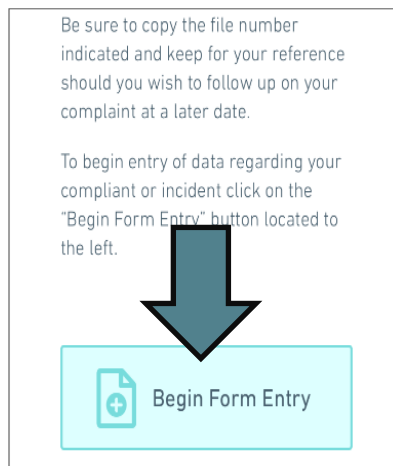 Be sure to copy the file number
indicated and keep for your reference
should you wish to follow up on your
complaint at a later date.
To begin entry of data regarding your
compliant or incident click on the
"Begin Form Entry" button located to
the left.
Begin Form Entry